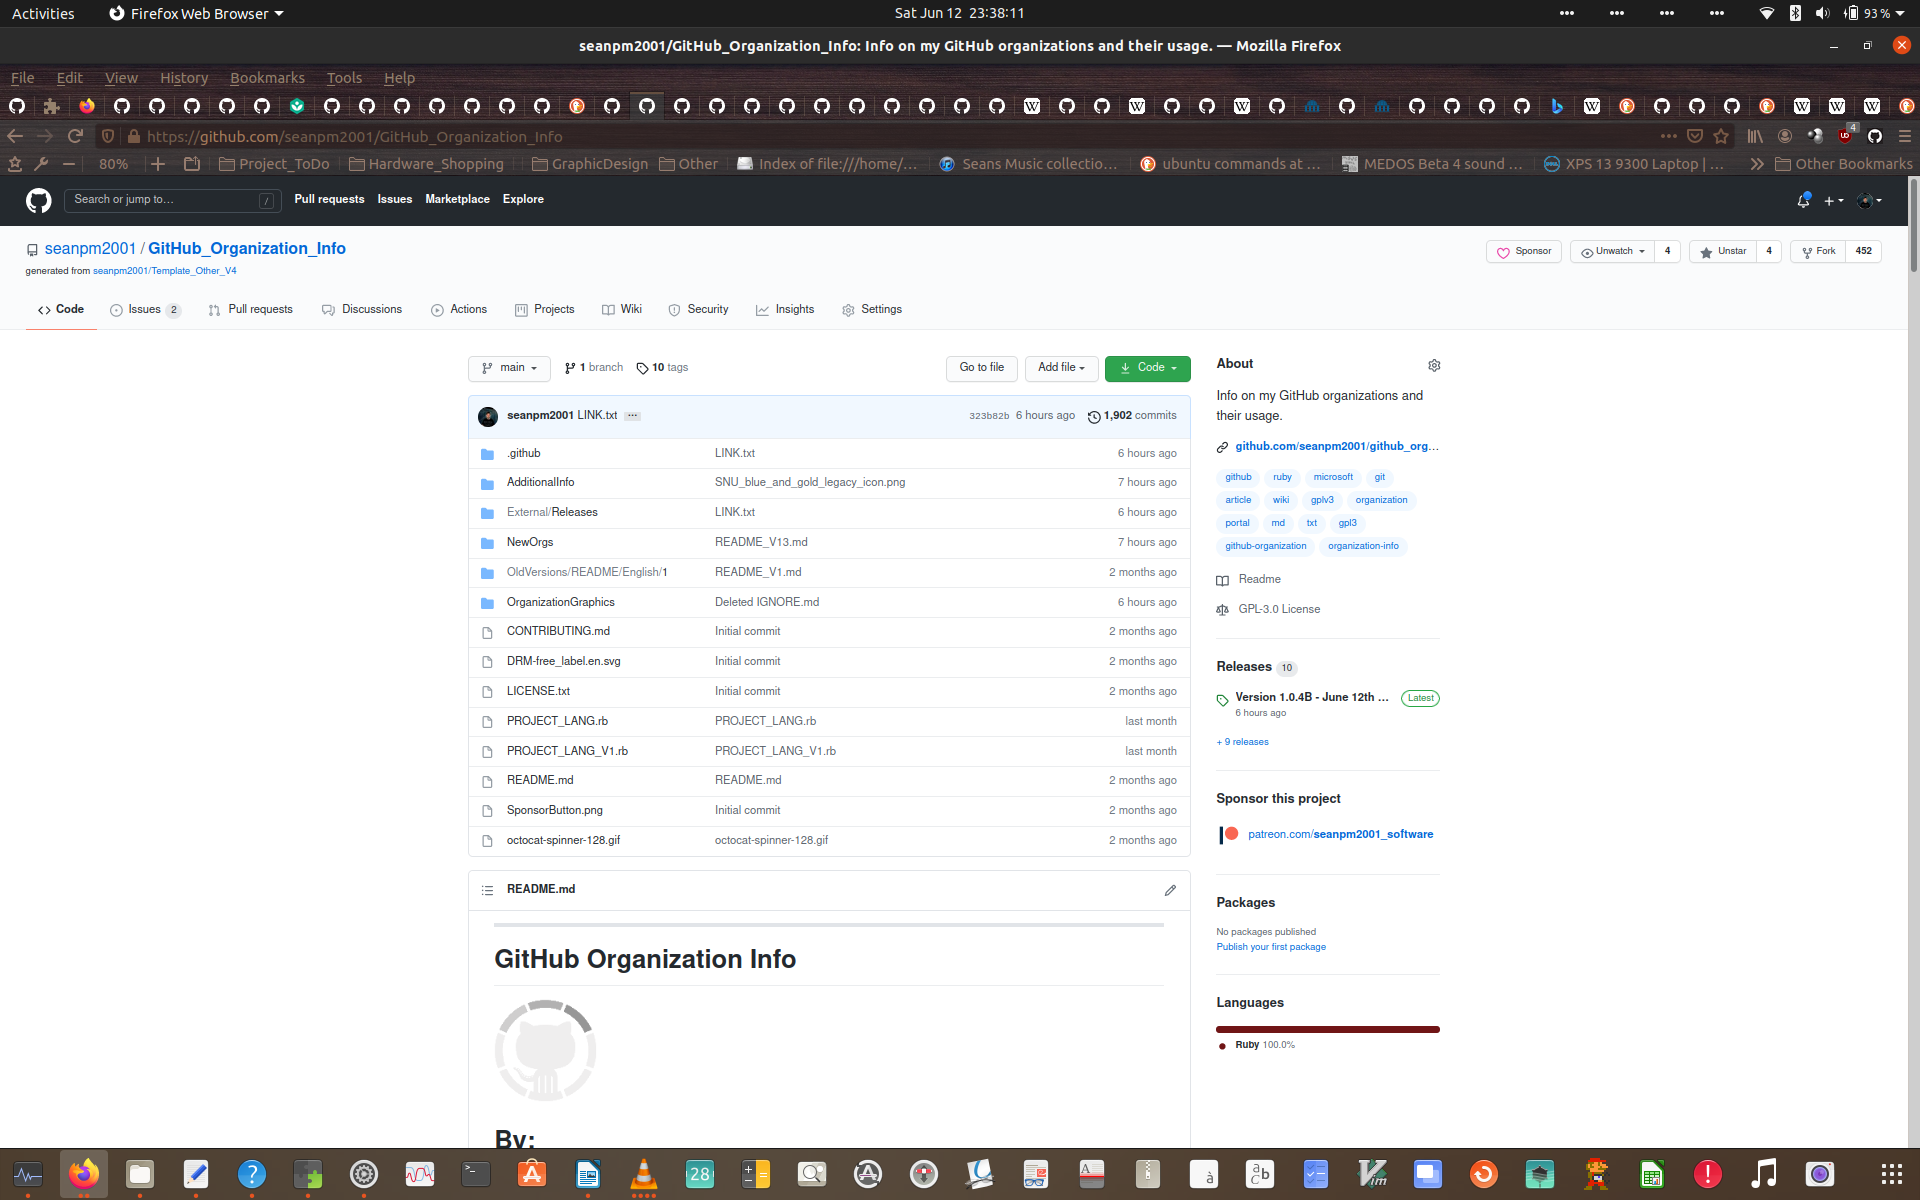 Activities
Firefox Web Browser
Sat Jun 12 23:38:11
93 %
seanpm2001/GitHub_Organization_Info: Info on my GitHub organizations and their usage. — Mozilla Firefox
File Edit View History Bookmarks Tools Help
https://github.com/seanpm2001/GitHub_Organization_Info
4
80%
Project_ToDo
Hardware_Shopping
GraphicDesign
Other
Index of file:///home/...
Seans Music collectio...
ubuntu commands at ...
MEDOS Beta 4 sound ...
XPS 13 9300 Laptop | ...
Other Bookmarks
Search or jump to...
/
Pull requests Issues Marketplace Explore
seanpm2001 / GitHub_Organization_Info
generated from seanpm2001/Template_Other_V4
Sponsor
Unwatch 4
Unstar 4
Fork 452
Code
Issues 2
Pull requests
Discussions
Actions
Projects
Wiki
Security
Insights
Settings
main
1 branch
10 tags
Go to file
Add file
Code
seanpm2001 LINK.txt ...
323b82b 6 hours ago
1,902 commits
.github LINK.txt 6 hours ago
AdditionalInfo SNU_blue_and_gold_legacy_icon.png 7 hours ago
External/Releases LINK.txt 6 hours ago
NewOrgs README_V13.md 7 hours ago
OldVersions/README/English/1 README_V1.md 2 months ago
OrganizationGraphics Deleted IGNORE.md 6 hours ago
CONTRIBUTING.md Initial commit 2 months ago
DRM-free_label.en.svg Initial commit 2 months ago
LICENSE.txt Initial commit 2 months ago
PROJECT_LANG.rb PROJECT_LANG.rb last month
PROJECT_LANG_V1.rb PROJECT_LANG_V1.rb last month
README.md README.md 2 months ago
SponsorButton.png Initial commit 2 months ago
octocat-spinner-128.gif octocat-spinner-128.gif 2 months ago
README.md
GitHub Organization Info
By:
About
Info on my GitHub organizations and
their usage.
github.com/seanpm2001/github_org...
github ruby microsoft git
article wiki gplv3 organization
portal md txt gpl3
github-organization organization-info
Readme
GPL-3.0 License
Releases 10
Version 1.0.4B - June 12th ... Latest
6 hours ago
+ 9 releases
Sponsor this project
patreon.com/seanpm2001_software
Packages
No packages published
Publish your first package
Languages
Ruby 100.0%
28